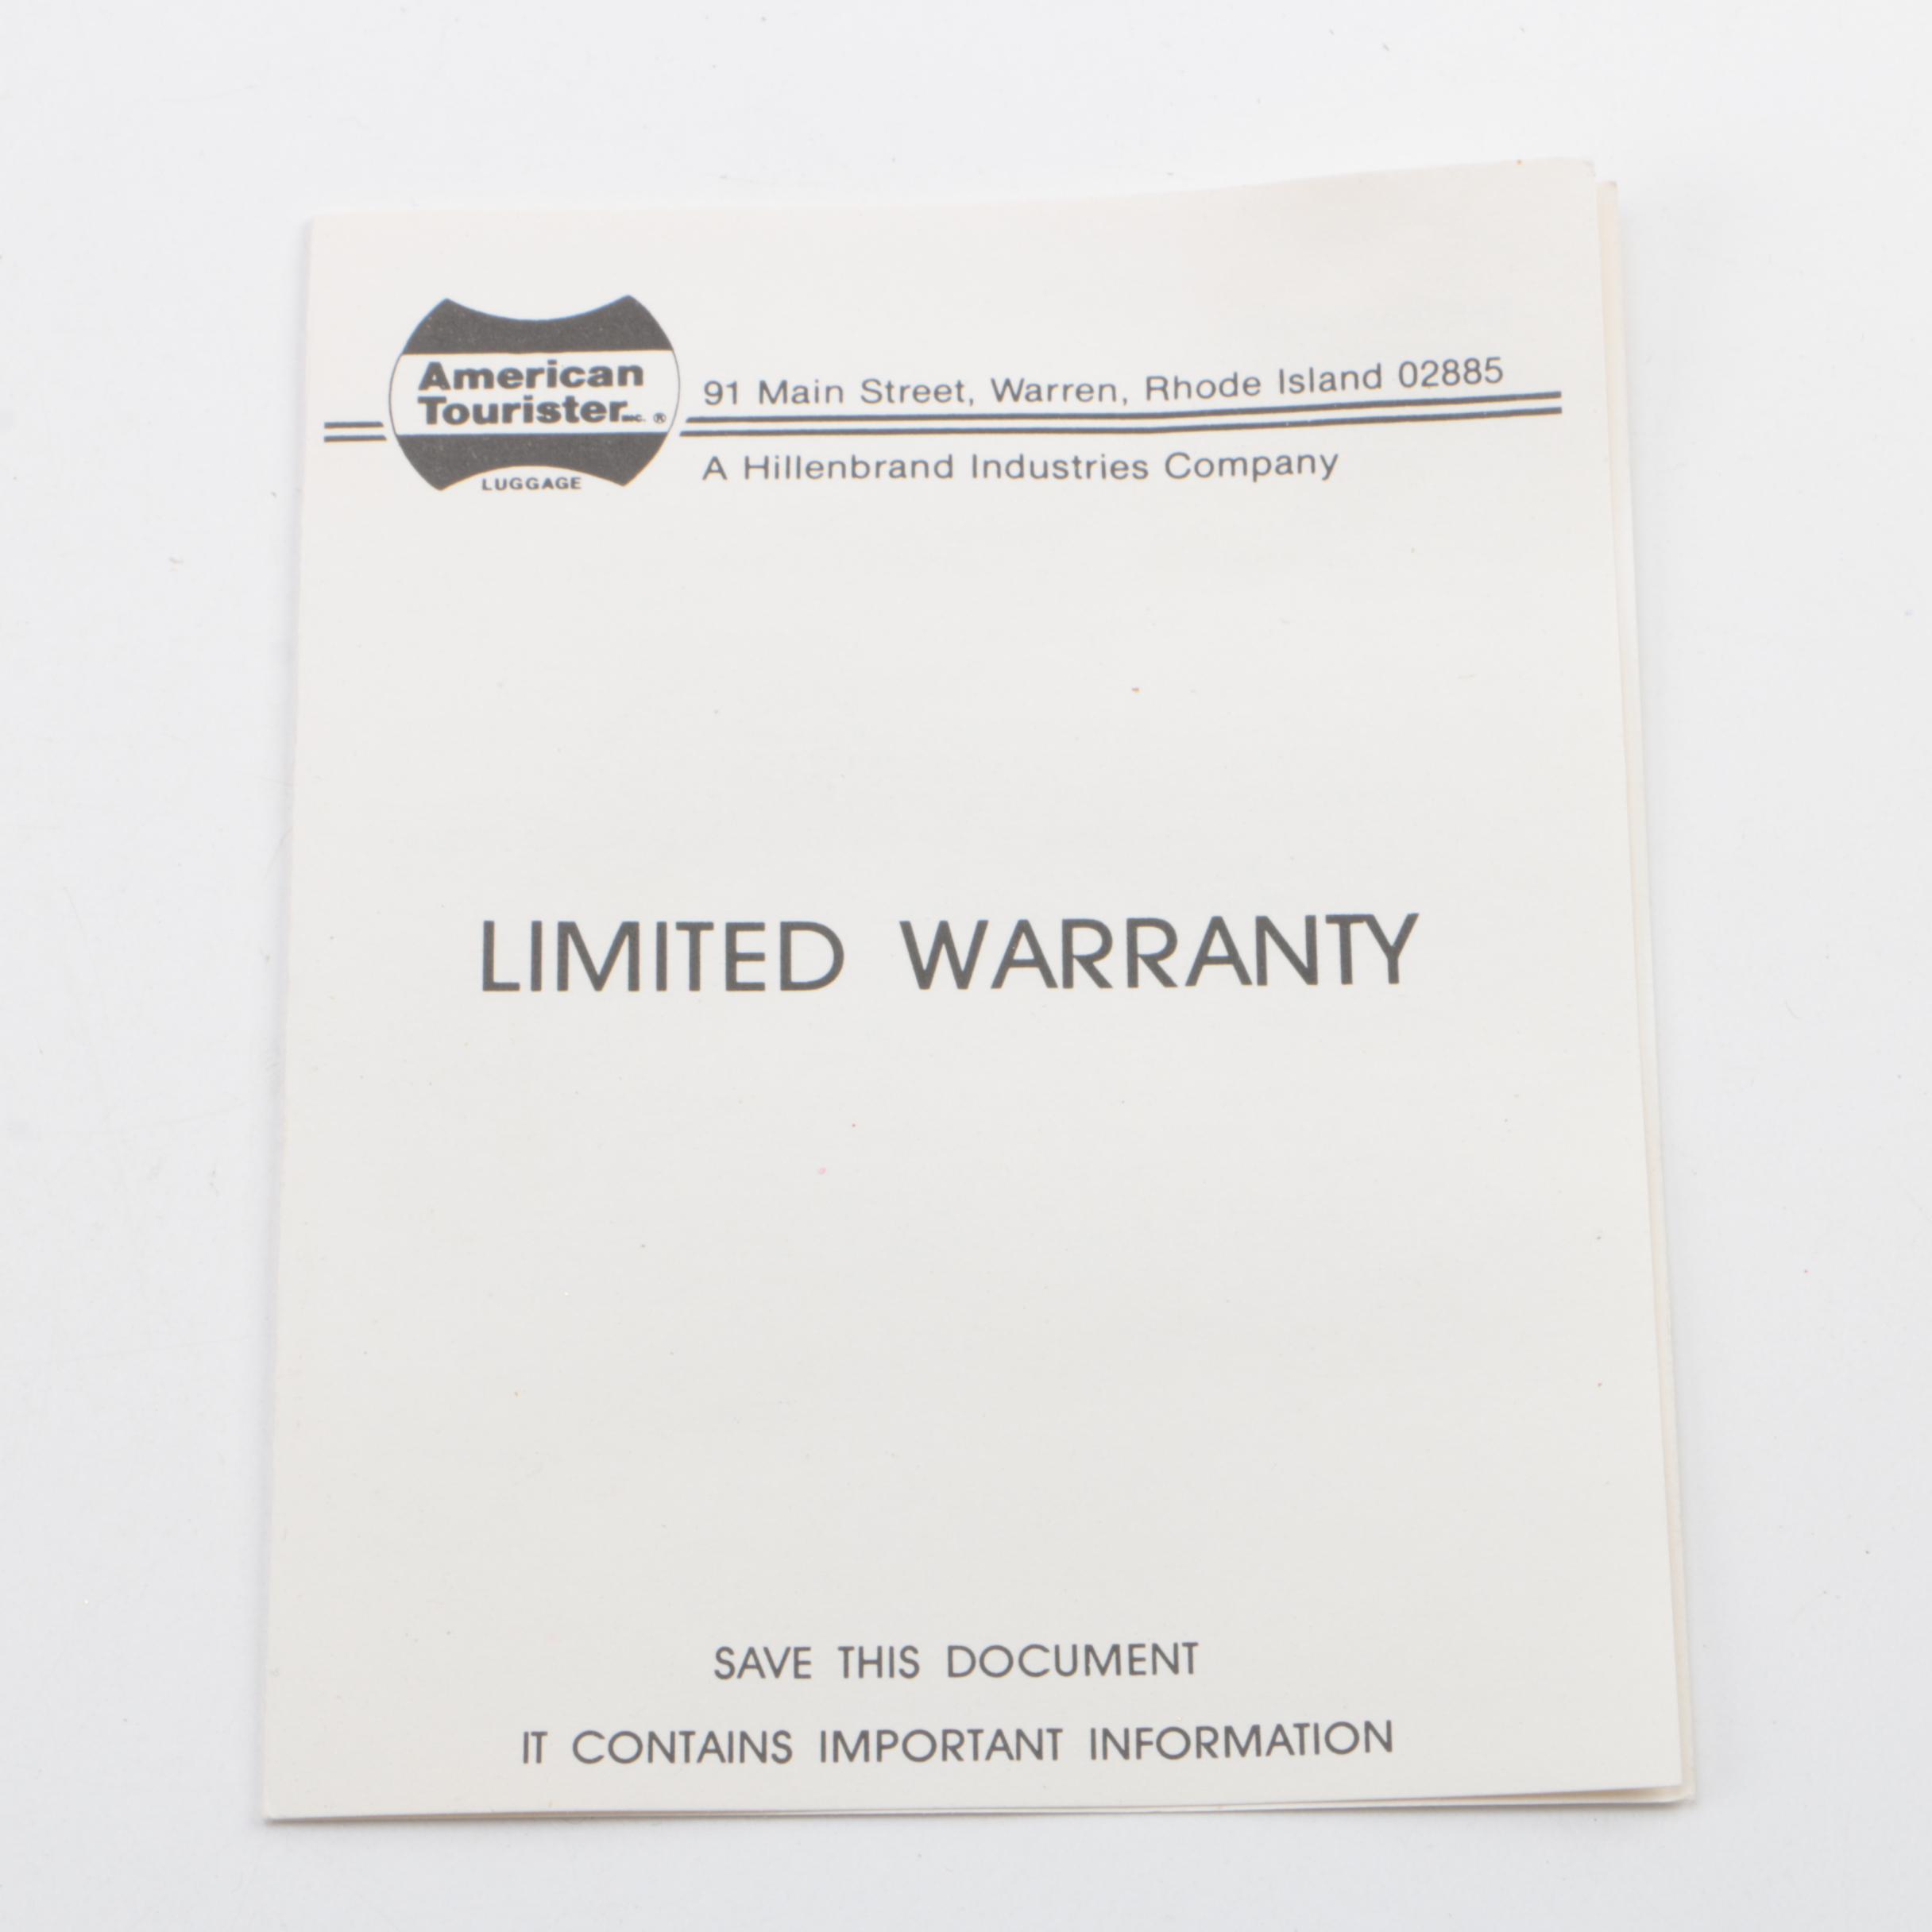 American
Tourister INC. ®
LUGGAGE
91 Main Street, Warren, Rhode Island 02885
A Hillenbrand Industries Company
LIMITED WARRANTY
SAVE THIS DOCUMENT
IT CONTAINS IMPORTANT INFORMATION